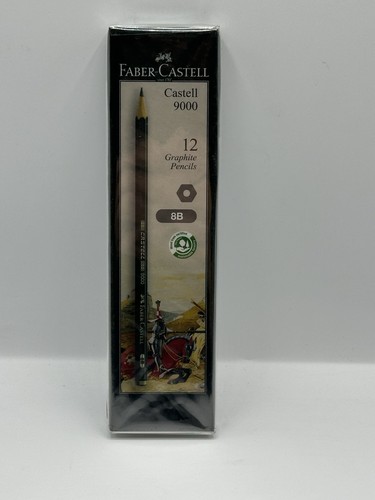 FABER-CASTELL
Castell
9000
12
Graphite
Pencils
8B